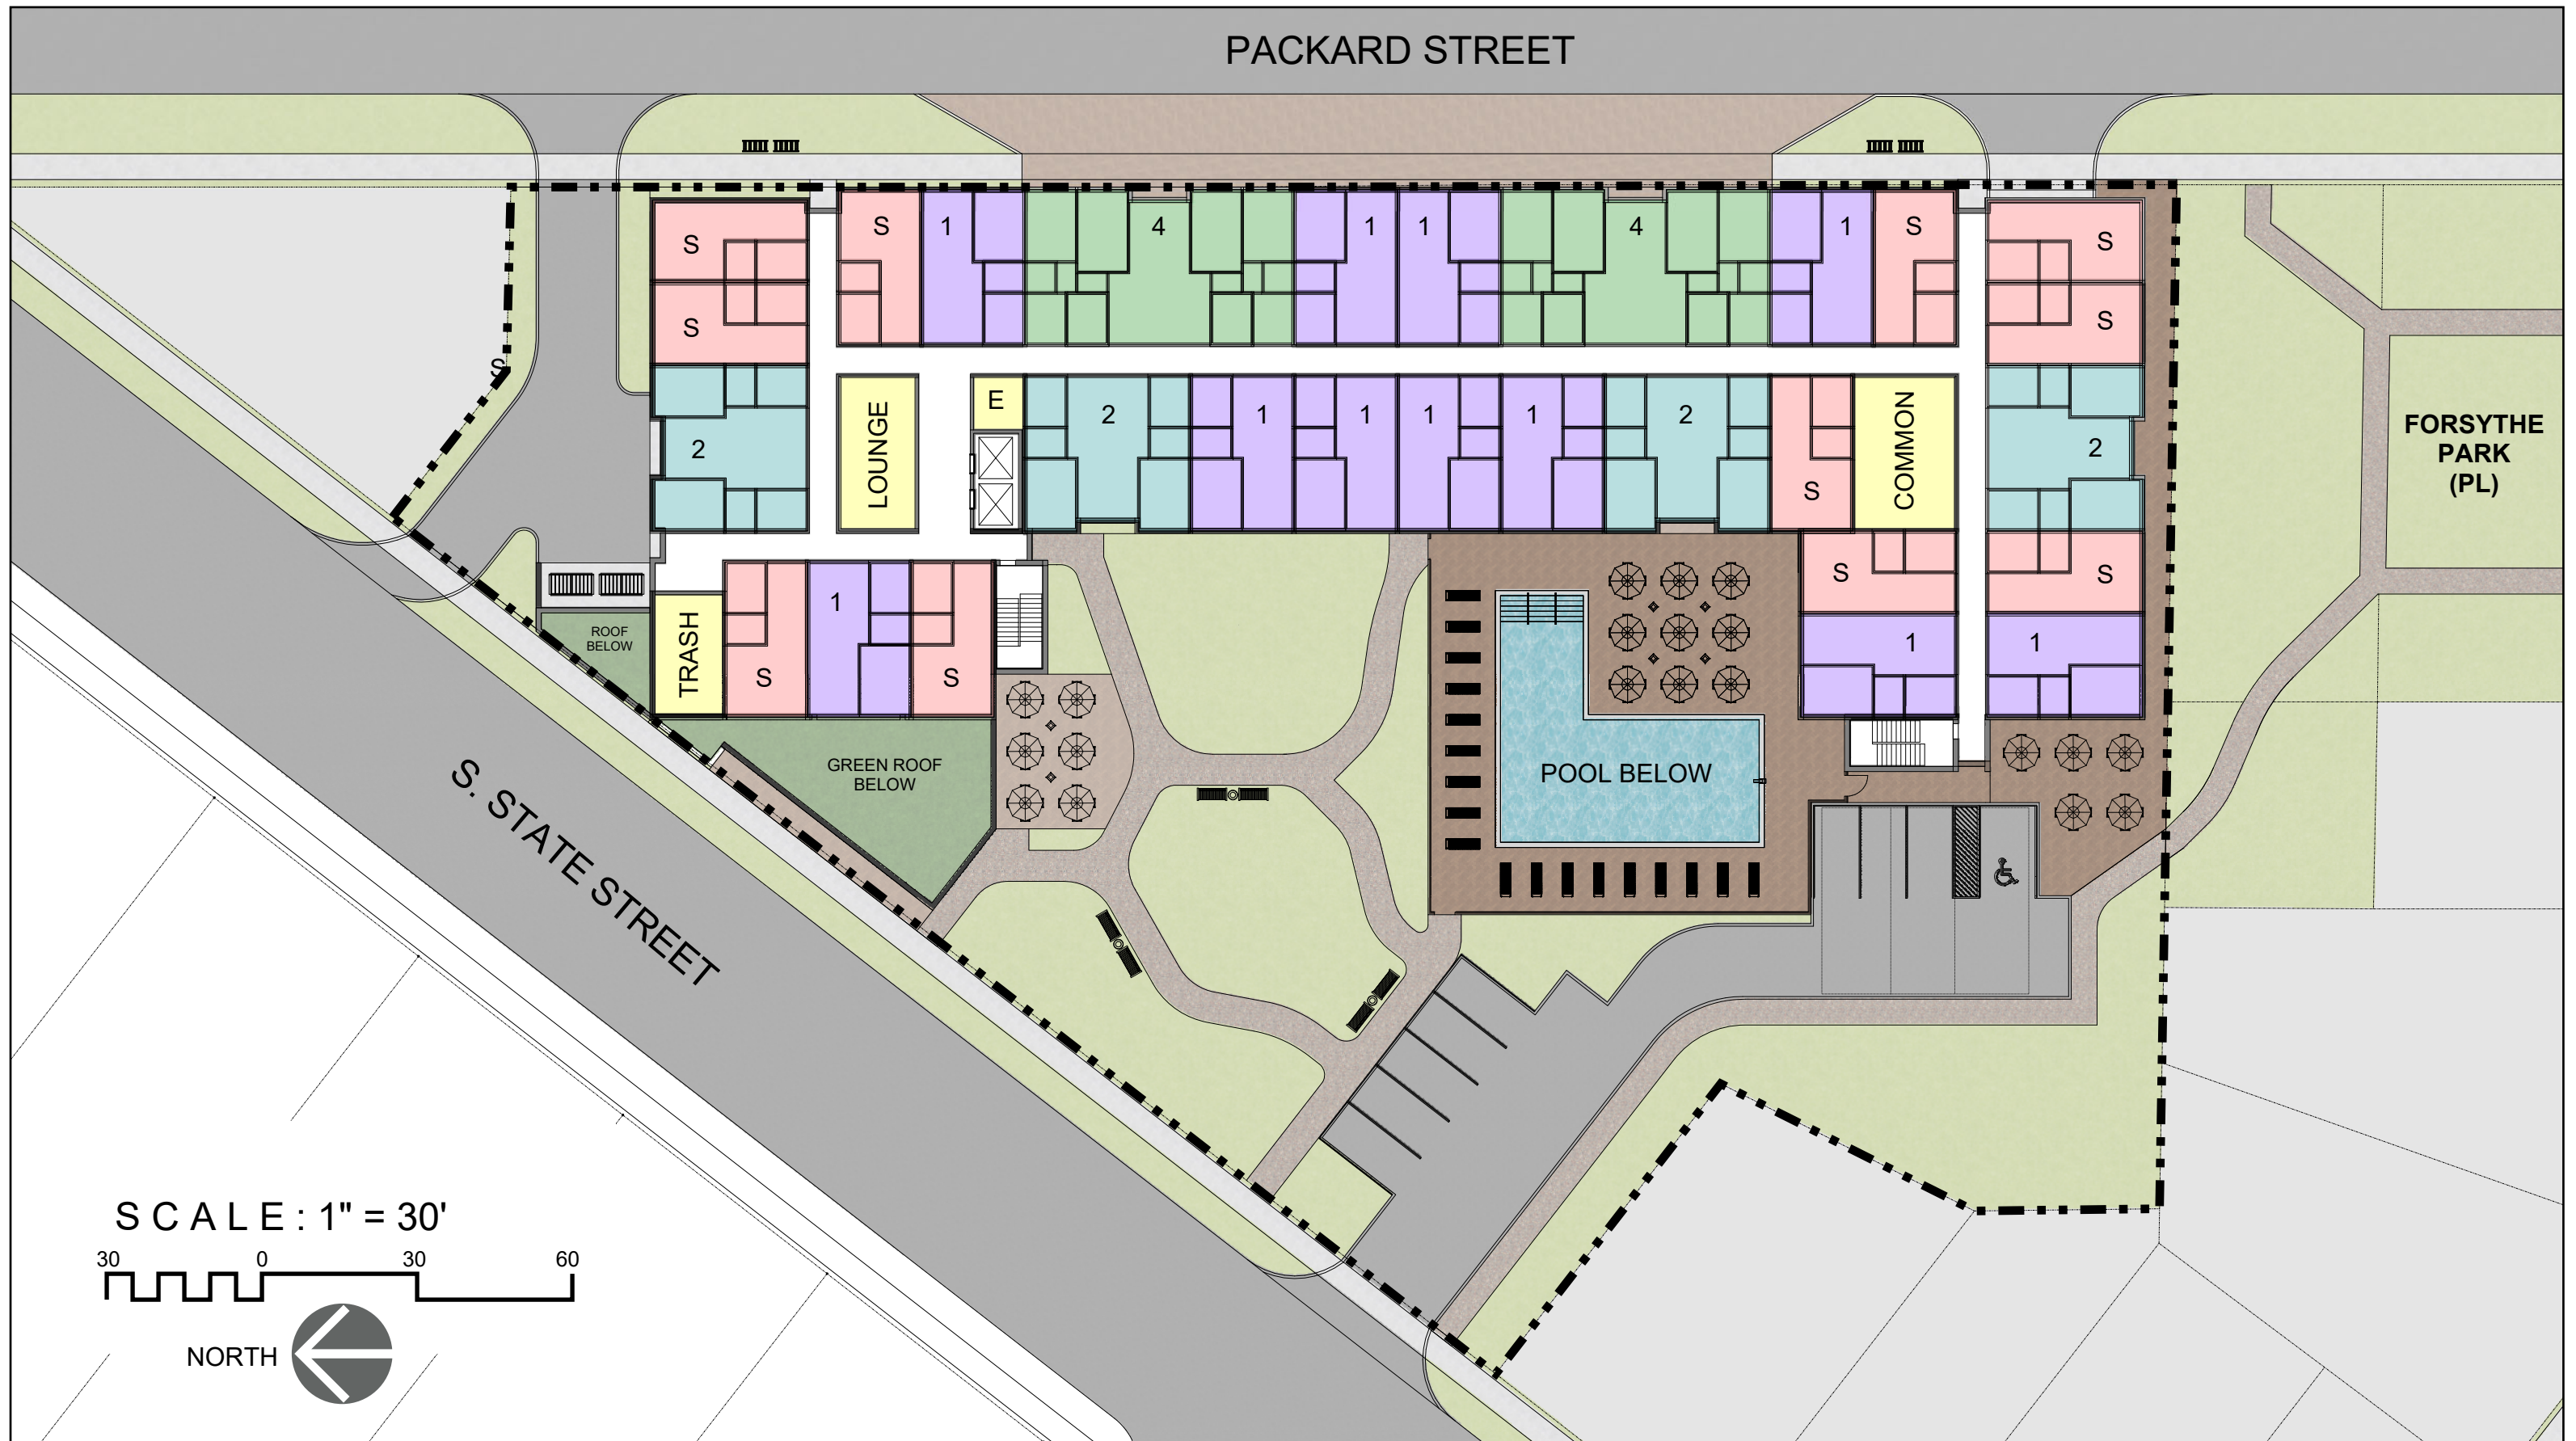 PACKARD STREET
S
1
4
1
1
4
1
S
S
S
S
S
S
E
2
1
1
1
1
2
S
LOUNGE
COMMON
2
2
FORSYTHE
PARK
(PL)
S
S
S
1
1
1
ROOF
BELOW
TRASH
S
1
S
GREEN ROOF
BELOW
POOL BELOW
S. STATE STREET
SCALE: 1" = 30'
30 0 30 60
NORTH